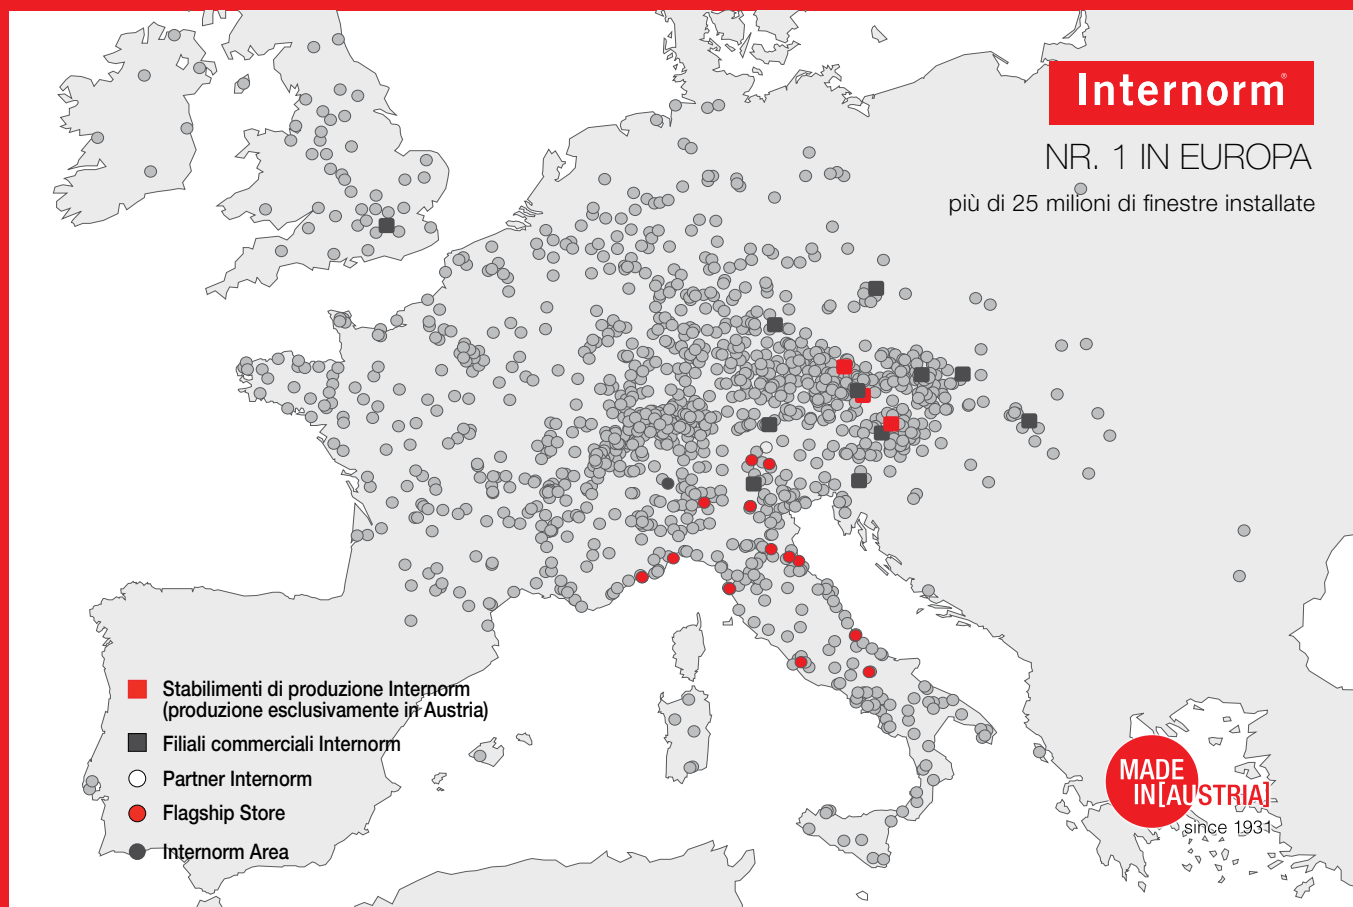 Internorm®
NR. 1 IN EUROPA
più di 25 milioni di finestre installate
Stabilimenti di produzione Internorm
(produzione esclusivamente in Austria)
Filiali commerciali Internorm
Partner Internorm
Flagship Store
Internorm Area
MADE
IN[AUSTRIA]
since 1931